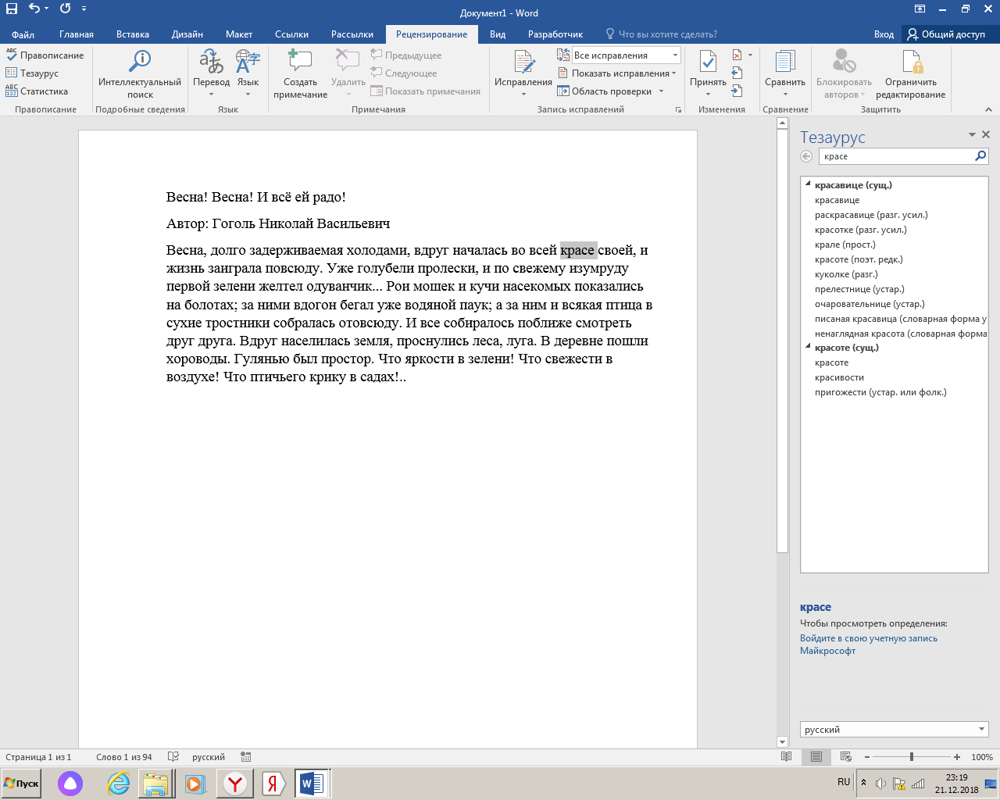 Документ1 - Word
Файл Главная Вставка Дизайн Макет Ссылки Рассылки Рецензирование Вид Разработчик Что вы хотите сделать? Вход Общий доступ
ABC Правописание
Тезаурус
ABC 123 Статистика
Правописание
Интеллектуальный поиск
Подробные сведения
Перевод
Язык
Язык
Создать примечание
Удалить
Предыдущее
Следующее
Показать примечания
Примечания
Исправления
Все исправления
Показать исправления
Область проверки
Запись исправлений
Принять
Изменения
Сравнить
Сравнение
Блокировать авторов
Ограничить редактирование
Защитить
Весна! Весна! И всё ей радо!
Автор: Гоголь Николай Васильевич
Весна, долго задерживаемая холодами, вдруг началась во всей красе своей, и
жизнь заиграла повсюду. Уже голубели пролески, и по свежему изумруду
первой зелени желтел одуванчик... Рои мошек и кучи насекомых показались
на болотах; за ними вдогон бегал уже водяной паук; а за ним и всякая птица в
сухие тростники собралась отовсюду. И все собиралось поближе смотреть
друг друга. Вдруг населилась земля, проснулись леса, луга. В деревне пошли
хороводы. Гулянью был простор. Что яркости в зелени! Что свежести в
воздухе! Что птичьего крику в садах!..
Тезаурус
красе
красавице (сущ.)
красавице
раскрасавице (разг. усил.)
красотке (разг. усил.)
крале (прост.)
красоте (поэт. редк.)
куколке (разг.)
прелестнице (устар.)
очаровательнице (устар.)
писаная красавица (словарная форма у
ненаглядная красота (словарная форма
красоте (сущ.)
красоте
красивости
пригожести (устар. или фолк.)
красе
Чтобы просмотреть определения:
Войдите в свою учетную запись
Майкрософт
русский
Страница 1 из 1 Слово 1 из 94 русский 100%
Пуск
Y
Я
W
RU
23:19
21.12.2018